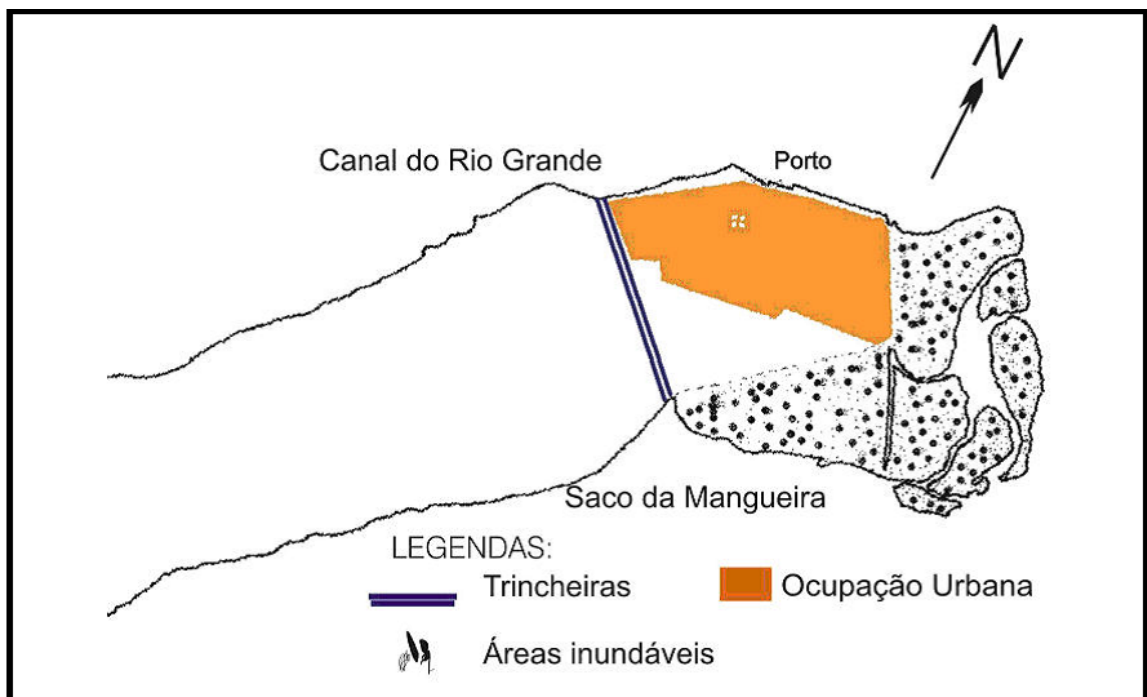 N
Canal do Rio Grande
Porto
Saco da Mangueira
LEGENDAS:
Trincheiras
Ocupação Urbana
Áreas inundáveis